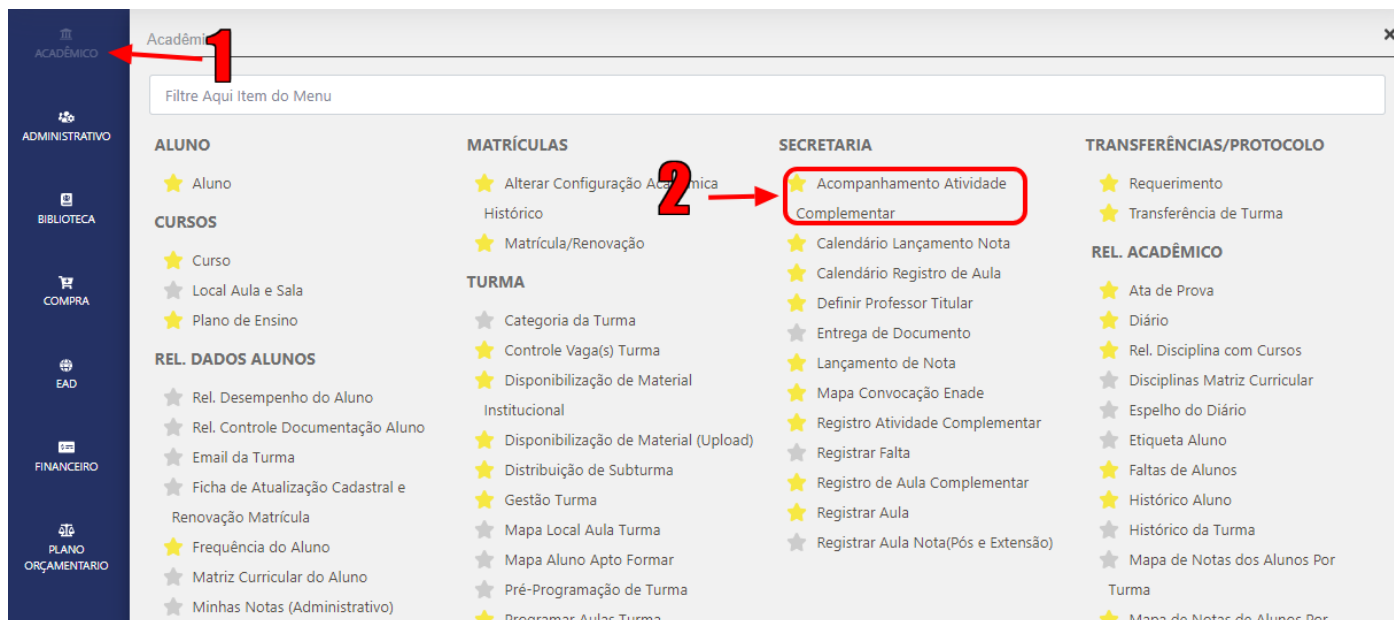 ACADÊMICO
ADMINISTRATIVO
BIBLIOTECA
COMPRA
EAD
FINANCEIRO
PLANO
ORÇAMENTARIO
1
Filtre Aqui Item do Menu
ALUNO
Aluno
CURSOS
Curso
Local Aula e Sala
Plano de Ensino
REL. DADOS ALUNOS
Rel. Desempenho do Aluno
Rel. Controle Documentação Aluno
Email da Turma
Ficha de Atualização Cadastral e
Renovação Matrícula
Frequência do Aluno
Matriz Curricular do Aluno
Minhas Notas (Administrativo)
MATRÍCULAS
Alterar Configuração Acadêmica
Histórico
Matrícula/Renovação
TURMA
Categoria da Turma
Controle Vaga(s) Turma
Disponibilização de Material
Institucional
Disponibilização de Material (Upload)
Distribuição de Subturma
Gestão Turma
Mapa Local Aula Turma
Mapa Aluno Apto Formar
Pré-Programação de Turma
Programar Aulas Turma
2
SECRETARIA
Acompanhamento Atividade
Complementar
Calendário Lançamento Nota
Calendário Registro de Aula
Definir Professor Titular
Entrega de Documento
Lançamento de Nota
Mapa Convocação Enade
Registro Atividade Complementar
Registrar Falta
Registro de Aula Complementar
Registrar Aula
Registrar Aula Nota(Pós e Extensão)
TRANSFERÊNCIAS/PROTOCOLO
Requerimento
Transferência de Turma
REL. ACADÊMICO
Ata de Prova
Diário
Rel. Disciplina com Cursos
Disciplinas Matriz Curricular
Espelho do Diário
Etiqueta Aluno
Faltas de Alunos
Histórico Aluno
Histórico da Turma
Mapa de Notas dos Alunos Por
Turma
Mapa de Notas de Alunos Por